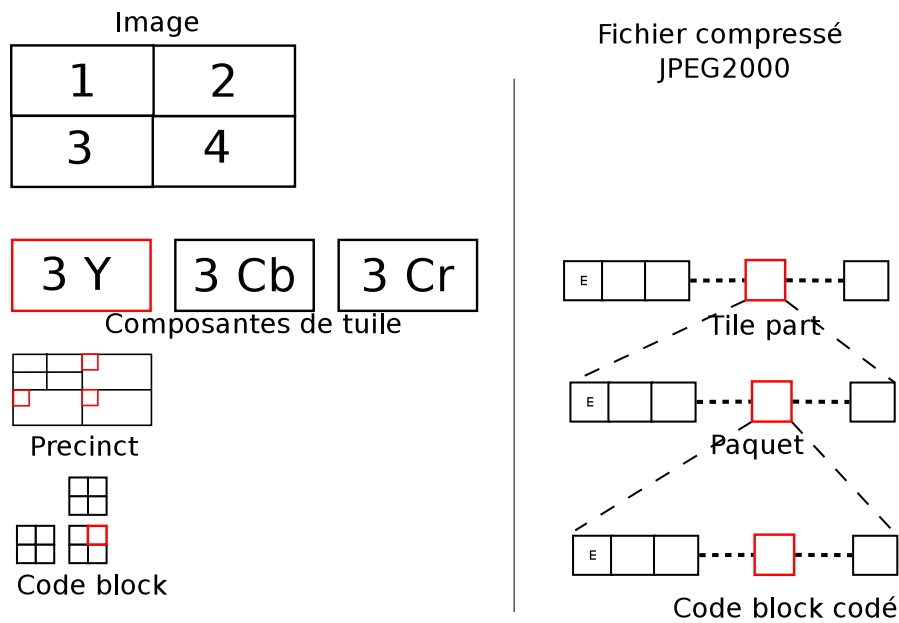 Image
1 2
3 4
3 Y 3 Cb 3 Cr
Composantes de tuile
Precinct
Code block
Fichier compressé
JPEG2000
E
Tile part
E
Paquet
E
Code block codé